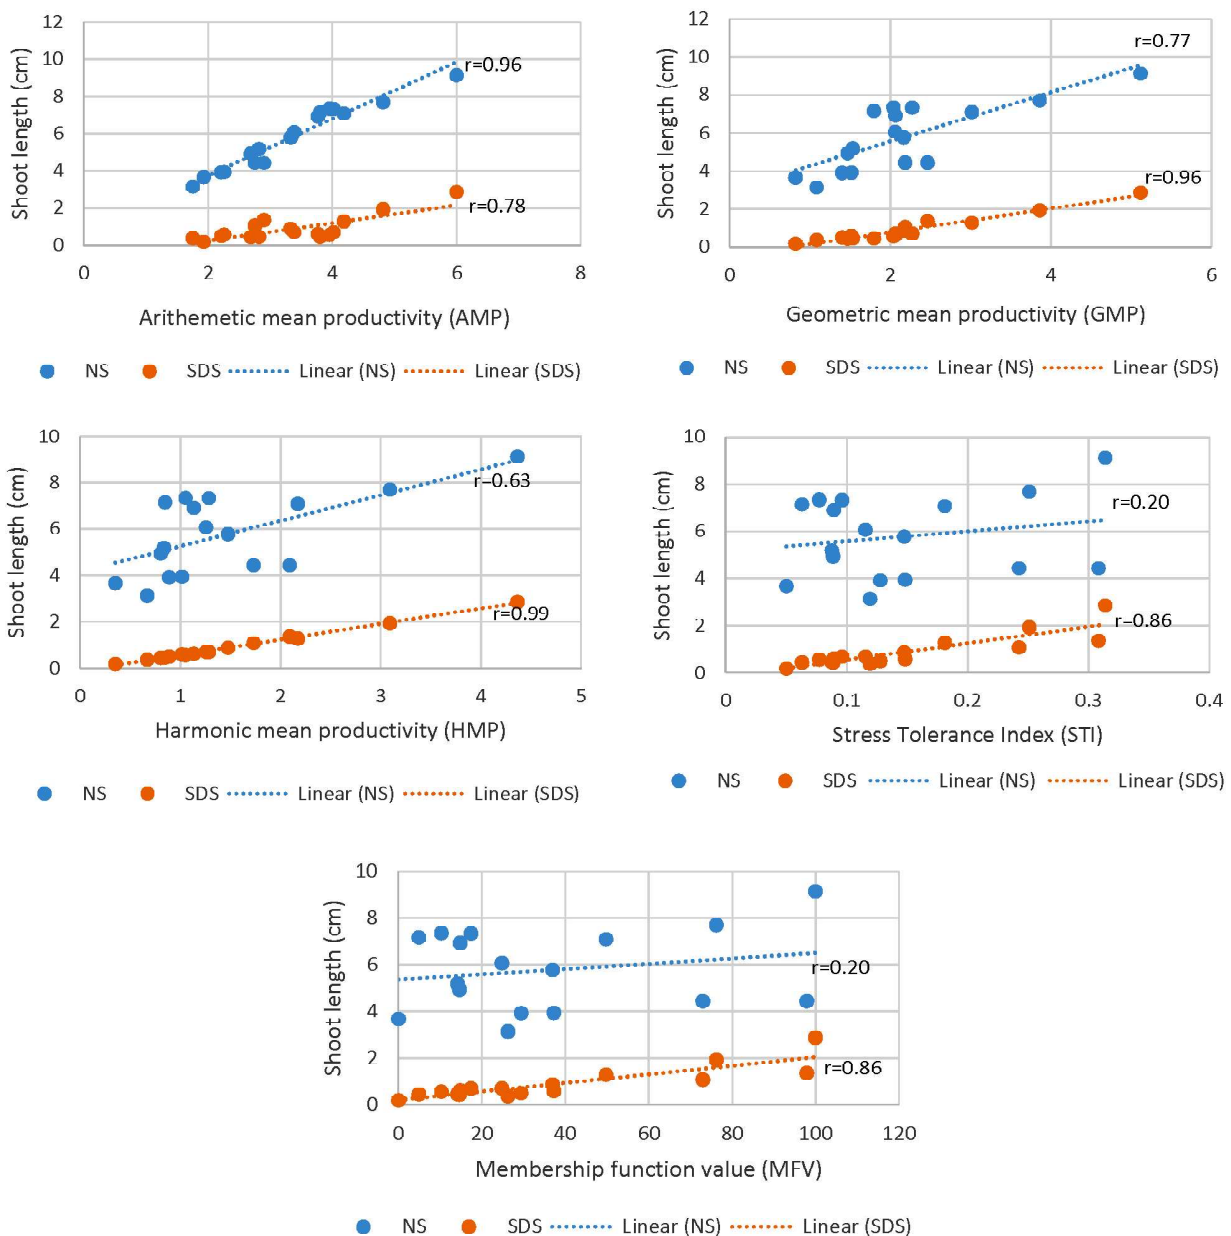 Shoot length (cm)
12
10
8
6
4
2
0
0 2 4 6 8
r=0.96
r=0.78
Arithemetic mean productivity (AMP)
NS SDS Linear (NS) Linear (SDS)
Shoot length (cm)
12
10
8
6
4
2
0
0 2 4 6
r=0.77
r=0.96
Geometric mean productivity (GMP)
NS SDS Linear (NS) Linear (SDS)
Shoot length (cm)
10
8
6
4
2
0
0 1 2 3 4 5
r=0.63
r=0.99
Harmonic mean productivity (HMP)
NS SDS Linear (NS) Linear (SDS)
Shoot length (cm)
10
8
6
4
2
0
0 0.1 0.2 0.3 0.4
r=0.20
r=0.86
Stress Tolerance Index (STI)
NS SDS Linear (NS) Linear (SDS)
Shoot length (cm)
10
8
6
4
2
0
0 20 40 60 80 100 120
r=0.20
r=0.86
Membership function value (MFV)
NS SDS Linear (NS) Linear (SDS)